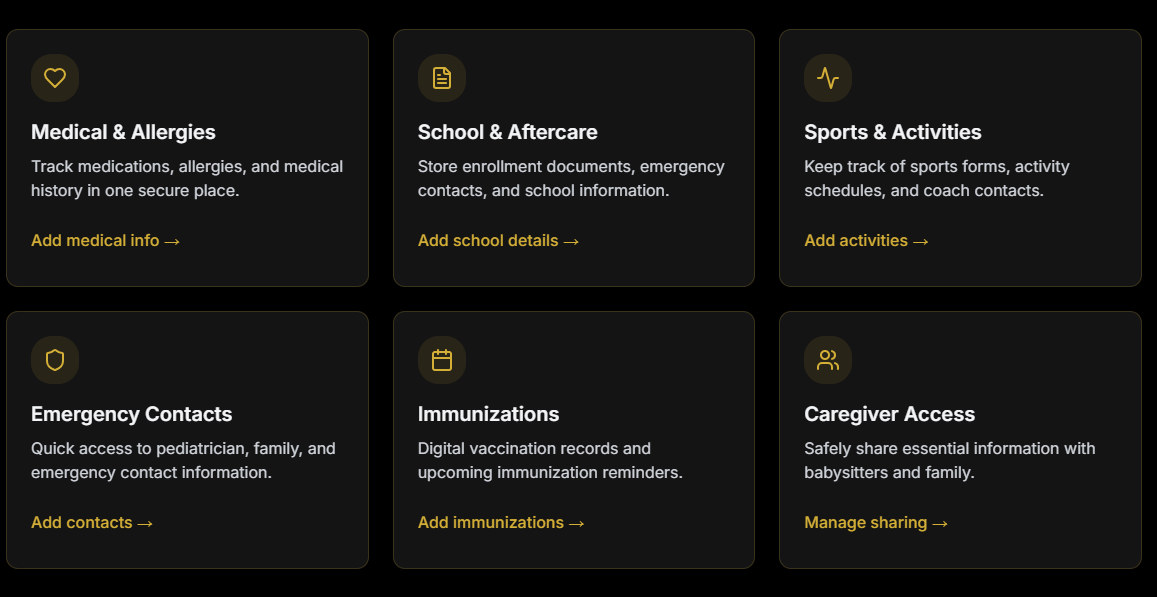 Medical & Allergies
Track medications, allergies, and medical
history in one secure place.
Add medical info →
School & Aftercare
Store enrollment documents, emergency
contacts, and school information.
Add school details →
Sports & Activities
Keep track of sports forms, activity
schedules, and coach contacts.
Add activities →
Emergency Contacts
Quick access to pediatrician, family, and
emergency contact information.
Add contacts →
Immunizations
Digital vaccination records and
upcoming immunization reminders.
Add immunizations →
Caregiver Access
Safely share essential information with
babysitters and family.
Manage sharing →